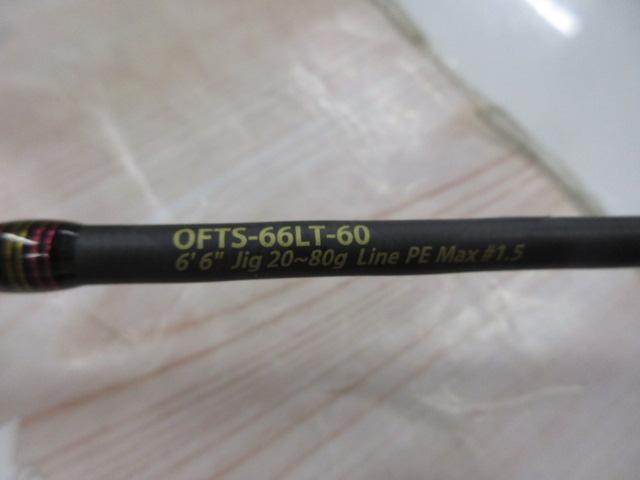 OFTS-66LT-60
6'6" Jig 20~80g Line PE Max #1.5